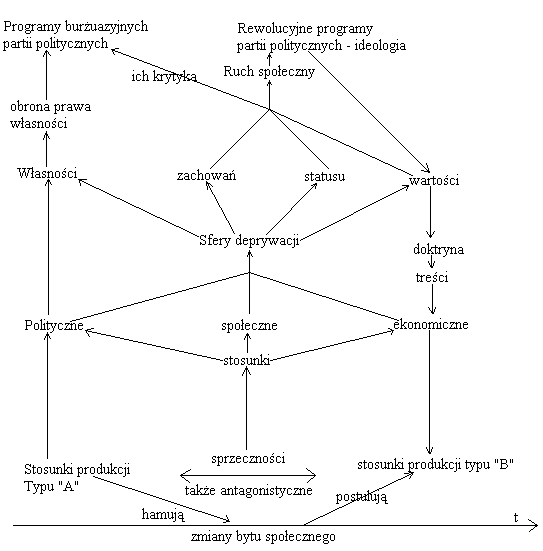 Programy burżuazyjnych
partii politycznych
Rewolucyjne programy
partii politycznych - ideologia
ich krytyka
Ruch społeczny
obrona prawa
własności
Własności
zachowań
statusu
wartości
Sfery deprywacji
doktryna
treści
Polityczne
społeczne
ekonomiczne
stosunki
sprzeczności
Stosunki produkcji
Typu "A"
stosunki produkcji typu "B"
także antagonistyczne
postulują
hamują
t
zmiany bytu społecznego